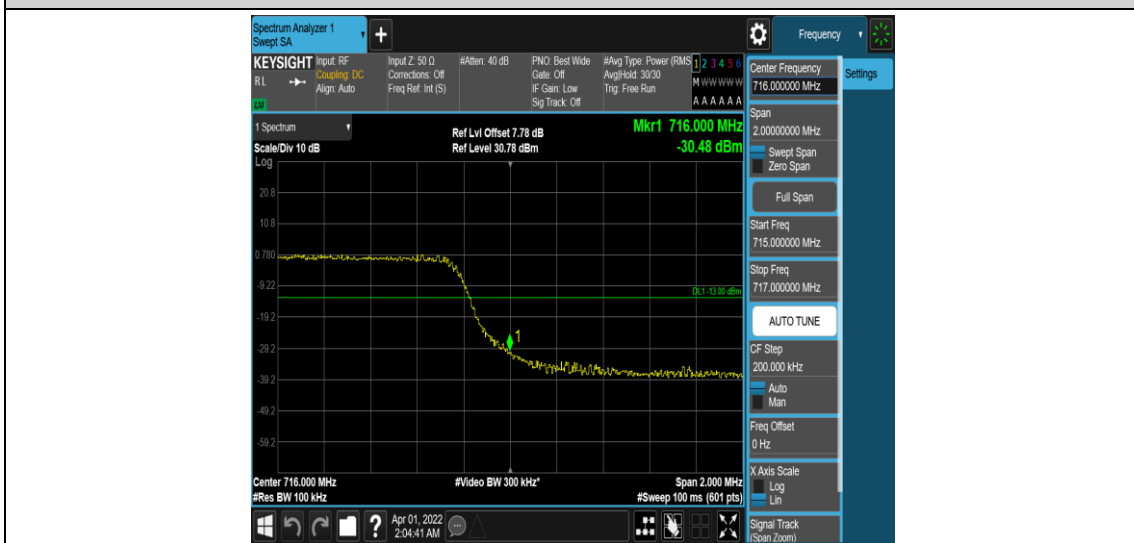 Spectrum Analyzer 1
Swept SA
+
Frequency
KEYSIGHT
RL
LXI
Input: RF
Coupling: DC
Align: Auto
Input Z: 50 Ω
Corrections: Off
Freq Ref: Int (S)
#Atten: 40 dB
PNO: Best Wide
Gate: Off
IF Gain: Low
Sig Track: Off
#Avg Type: Power (RMS
Avg|Hold: 30/30
Trig: Free Run
1 2 3 4 5 6
M W W W W W
A A A A A A
Center Frequency
716.000000 MHz
Settings
Span
2.00000000 MHz
Swept Span
Zero Span
Full Span
Start Freq
715.000000 MHz
Stop Freq
717.000000 MHz
AUTO TUNE
CF Step
200.000 kHz
Auto
Man
Freq Offset
0 Hz
X Axis Scale
Log
Lin
Signal Track
(Span Zoom)
1 Spectrum
Scale/Div 10 dB
Log
Ref Lvl Offset 7.78 dB
Ref Level 30.78 dBm
Mkr1 716.000 MHz
-30.48 dBm
20.8
10.8
0.780
-9.22
DL1 -13.00 dBm
-19.2
1
-29.2
-39.2
-49.2
-59.2
Center 716.000 MHz
#Video BW 300 kHz*
Span 2.000 MHz
#Res BW 100 kHz
#Sweep 100 ms (601 pts)
?
Apr 01, 2022
2:04:41 AM